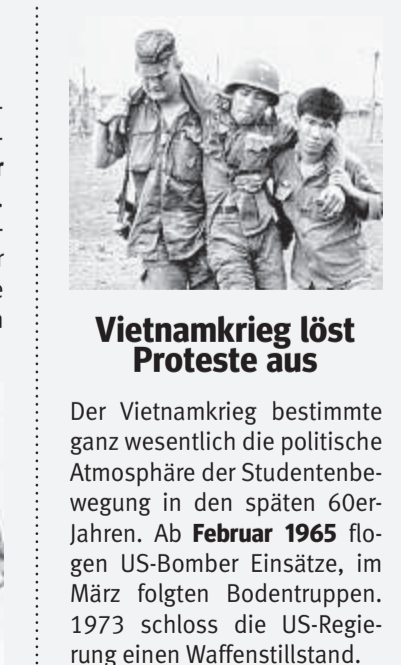 Vietnamkrieg löst
Proteste aus
Der Vietnamkrieg bestimmte
ganz wesentlich die politische
Atmosphäre der Studentenbe-
wegung in den späten 60er-
Jahren. Ab Februar 1965 flo-
gen US-Bomber Einsätze, im
März folgten Bodentruppen.
1973 schloss die US-Regie-
rung einen Waffenstillstand.